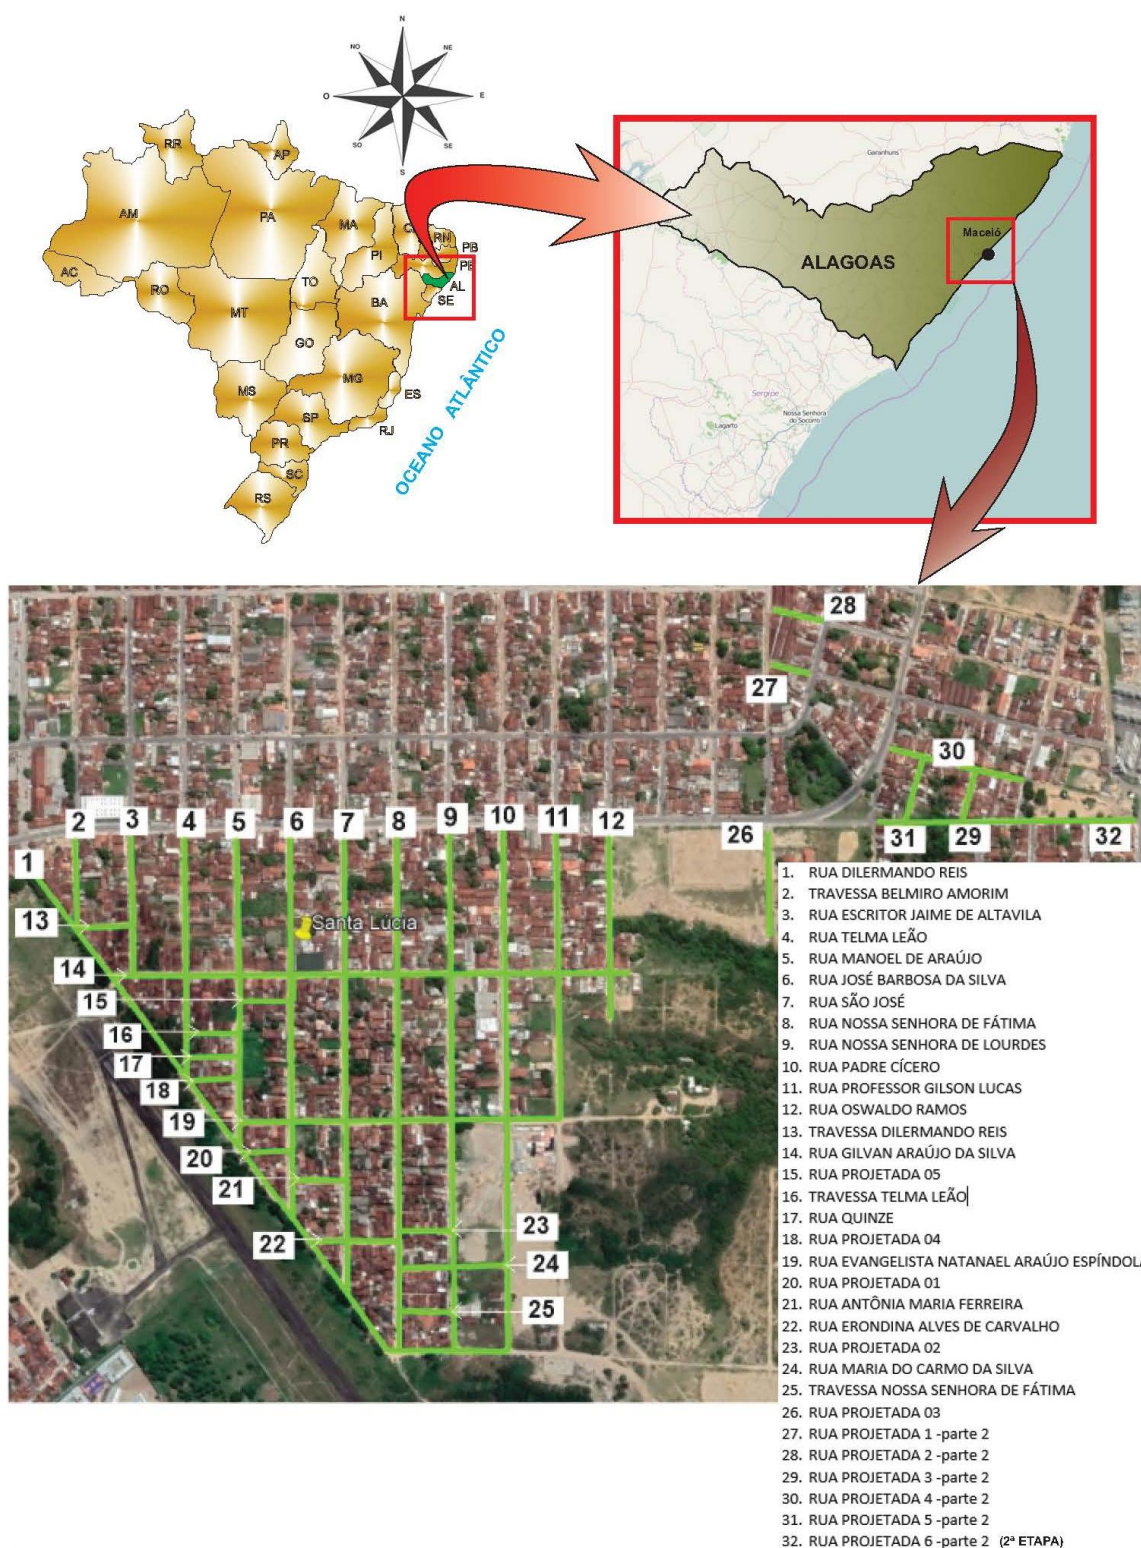 N
NO
NE
O
E
SO
SE
S
RR
AP
AM
PA
MA
RN
PB
PI
AC
RO
TO
AL
SE
MT
BA
GO
MG
MS
ES
SP
RJ
PR
SC
RS
OCEANO ATLÂNTICO
Garanhuns
Maceió
ALAGOAS
Sergipe
Lagarto
Nossa Senhora
do Socorro
28
27
30
2 3 4 5 6 7 8 9 10 11 12 26 31 29 32
1
13
Santa Lúcia
14
15
16
17
18
19
20
21
22
23
24
25
1. RUA DILERMANDO REIS
2. TRAVESSA BELMIRO AMORIM
3. RUA ESCRITOR JAIME DE ALTAVILA
4. RUA TELMA LEÃO
5. RUA MANOEL DE ARAÚJO
6. RUA JOSÉ BARBOSA DA SILVA
7. RUA SÃO JOSÉ
8. RUA NOSSA SENHORA DE FÁTIMA
9. RUA NOSSA SENHORA DE LOURDES
10. RUA PADRE CÍCERO
11. RUA PROFESSOR GILSON LUCAS
12. RUA OSWALDO RAMOS
13. TRAVESSA DILERMANDO REIS
14. RUA GILVAN ARAÚJO DA SILVA
15. RUA PROJETADA 05
16. TRAVESSA TELMA LEÃO
17. RUA QUINZE
18. RUA PROJETADA 04
19. RUA EVANGELISTA NATANAEL ARAÚJO ESPÍNDOLA
20. RUA PROJETADA 01
21. RUA ANTÔNIA MARIA FERREIRA
22. RUA ERONDINA ALVES DE CARVALHO
23. RUA PROJETADA 02
24. RUA MARIA DO CARMO DA SILVA
25. TRAVESSA NOSSA SENHORA DE FÁTIMA
26. RUA PROJETADA 03
27. RUA PROJETADA 1 -parte 2
28. RUA PROJETADA 2 -parte 2
29. RUA PROJETADA 3 -parte 2
30. RUA PROJETADA 4 -parte 2
31. RUA PROJETADA 5 -parte 2
32. RUA PROJETADA 6 -parte 2 (2ª ETAPA)